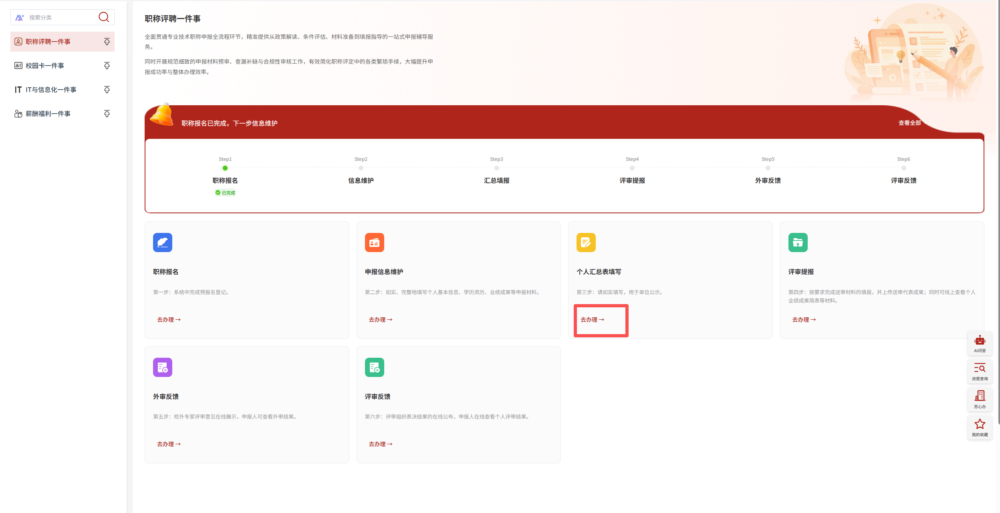 搜索分类
职称评聘一件事
校园卡一件事
IT IT与信息化一件事
薪酬福利一件事
职称评聘一件事
全面贯通专业技术职称申报全流程环节，精准提供从政策解读、条件评估、材料准备到填报指导的一站式申报辅导服
务。
同时开展规范细致的申报材料预审、查漏补缺与合规性审核工作，有效简化职称评定中的各类繁琐手续，大幅提升申
报成功率与整体办理效率。
职称报名已完成，下一步信息维护
查看全部
Step1
Step2
Step3
Step4
Step5
Step6
职称报名
信息维护
汇总填报
评审提报
外审反馈
评审反馈
已完成
职称报名
第一步：系统中完成预报名登记。
去办理→
申报信息维护
第二步：如实、完整地填写个人基本信息、学历资历、业绩成果等申报材料。
去办理→
个人汇总表填写
第三步：请如实填写，用于单位公示。
去办理→
评审提报
第四步：按要求完成送审材料的填报，并上传送审代表成果；同时可线上查看个人
业绩成果简表等材料。
去办理→
外审反馈
第五步：校外专家评审意见在线展示，申报人可查看外审结果。
去办理→
评审反馈
第六步：评审组织表决结果的在线公布，申报人在线查看个人评审结果。
去办理→
AI问答
进度查询
苏心办
我的收藏